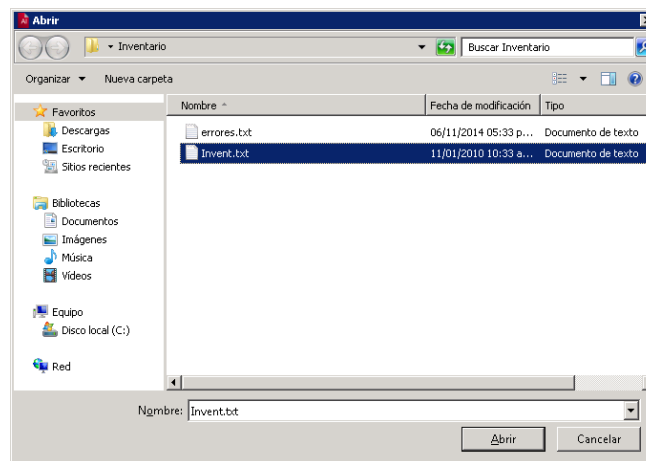 Abrir
Inventario
Buscar Inventario
Organizar
Nueva carpeta
Nombre
Fecha de modificación
Tipo
Favoritos
Descargas
Escritorio
Sitios recientes
Bibliotecas
Documentos
Imágenes
Música
Vídeos
Equipo
Disco local (C:)
Red
errores.txt 06/11/2014 05:33 p... Documento de texto
Invent.txt 11/01/2010 10:33 a... Documento de texto
Nombre: Invent.txt
Abrir
Cancelar